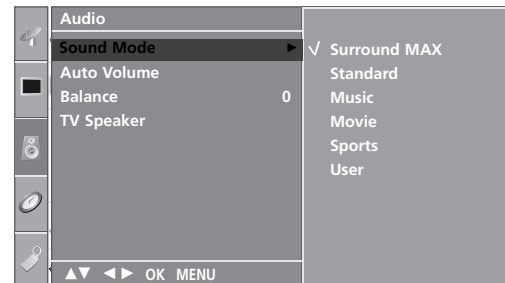 Audio
Sound Mode ► √ Surround MAX
Auto Volume Standard
Balance 0 Music
TV Speaker Movie
Sports
User
▲▼ ◄► OK MENU